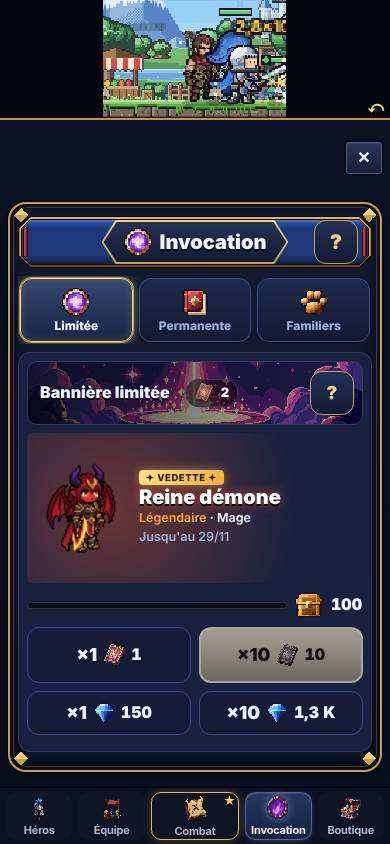 Invocation
?
Limitée
Permanente
Familiers
Bannière limitée
2
?
VEDETTE
Reine démone
Légendaire · Mage
Jusqu'au 29/11
100
×1 1
×10 10
×1 150
×10 1,3 K
Héros
Équipe
Combat
Invocation
Boutique